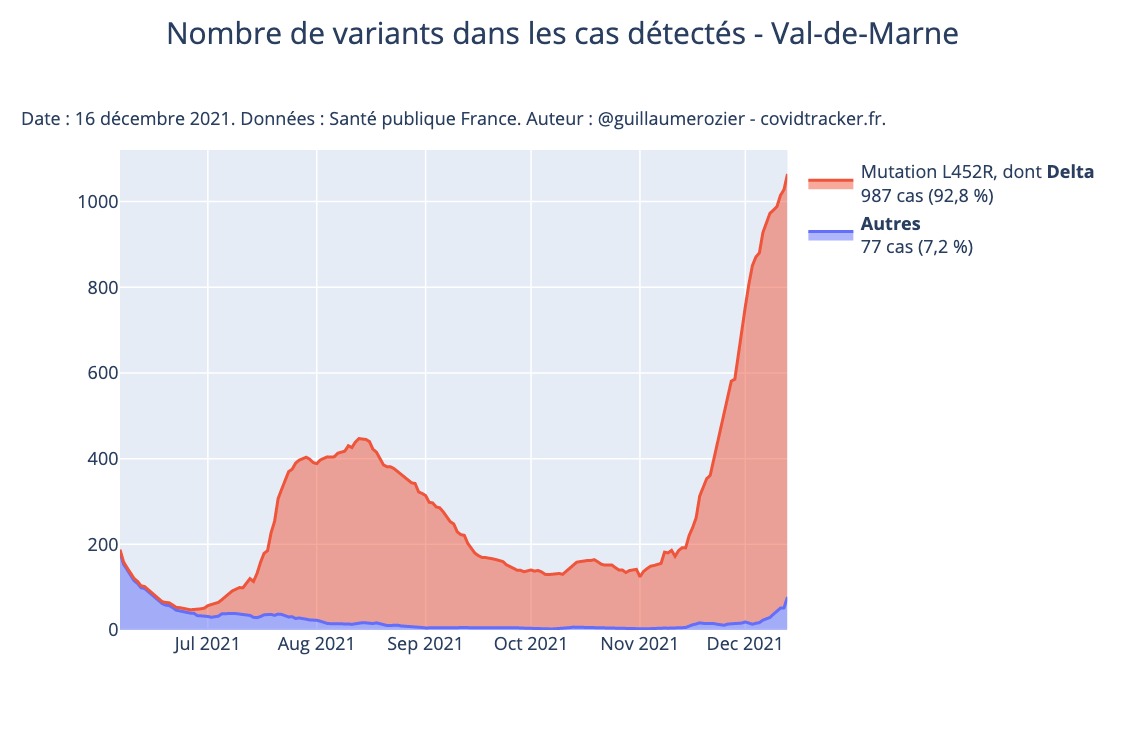 Nombre de variants dans les cas détectés - Val-de-Marne
Date : 16 décembre 2021. Données : Santé publique France. Auteur : @guillaumerozier - covidtracker.fr.
Mutation L452R, dont Delta
987 cas (92,8 %)
Autres
77 cas (7,2 %)
1000
800
600
400
200
0
Jul 2021
Aug 2021
Sep 2021
Oct 2021
Nov 2021
Dec 2021